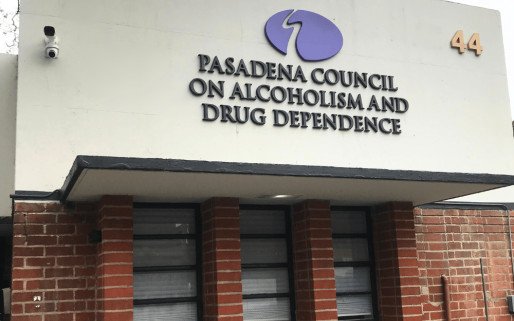 PASADENA COUNCIL
ON ALCOHOLISM AND
DRUG DEPENDENCE
44